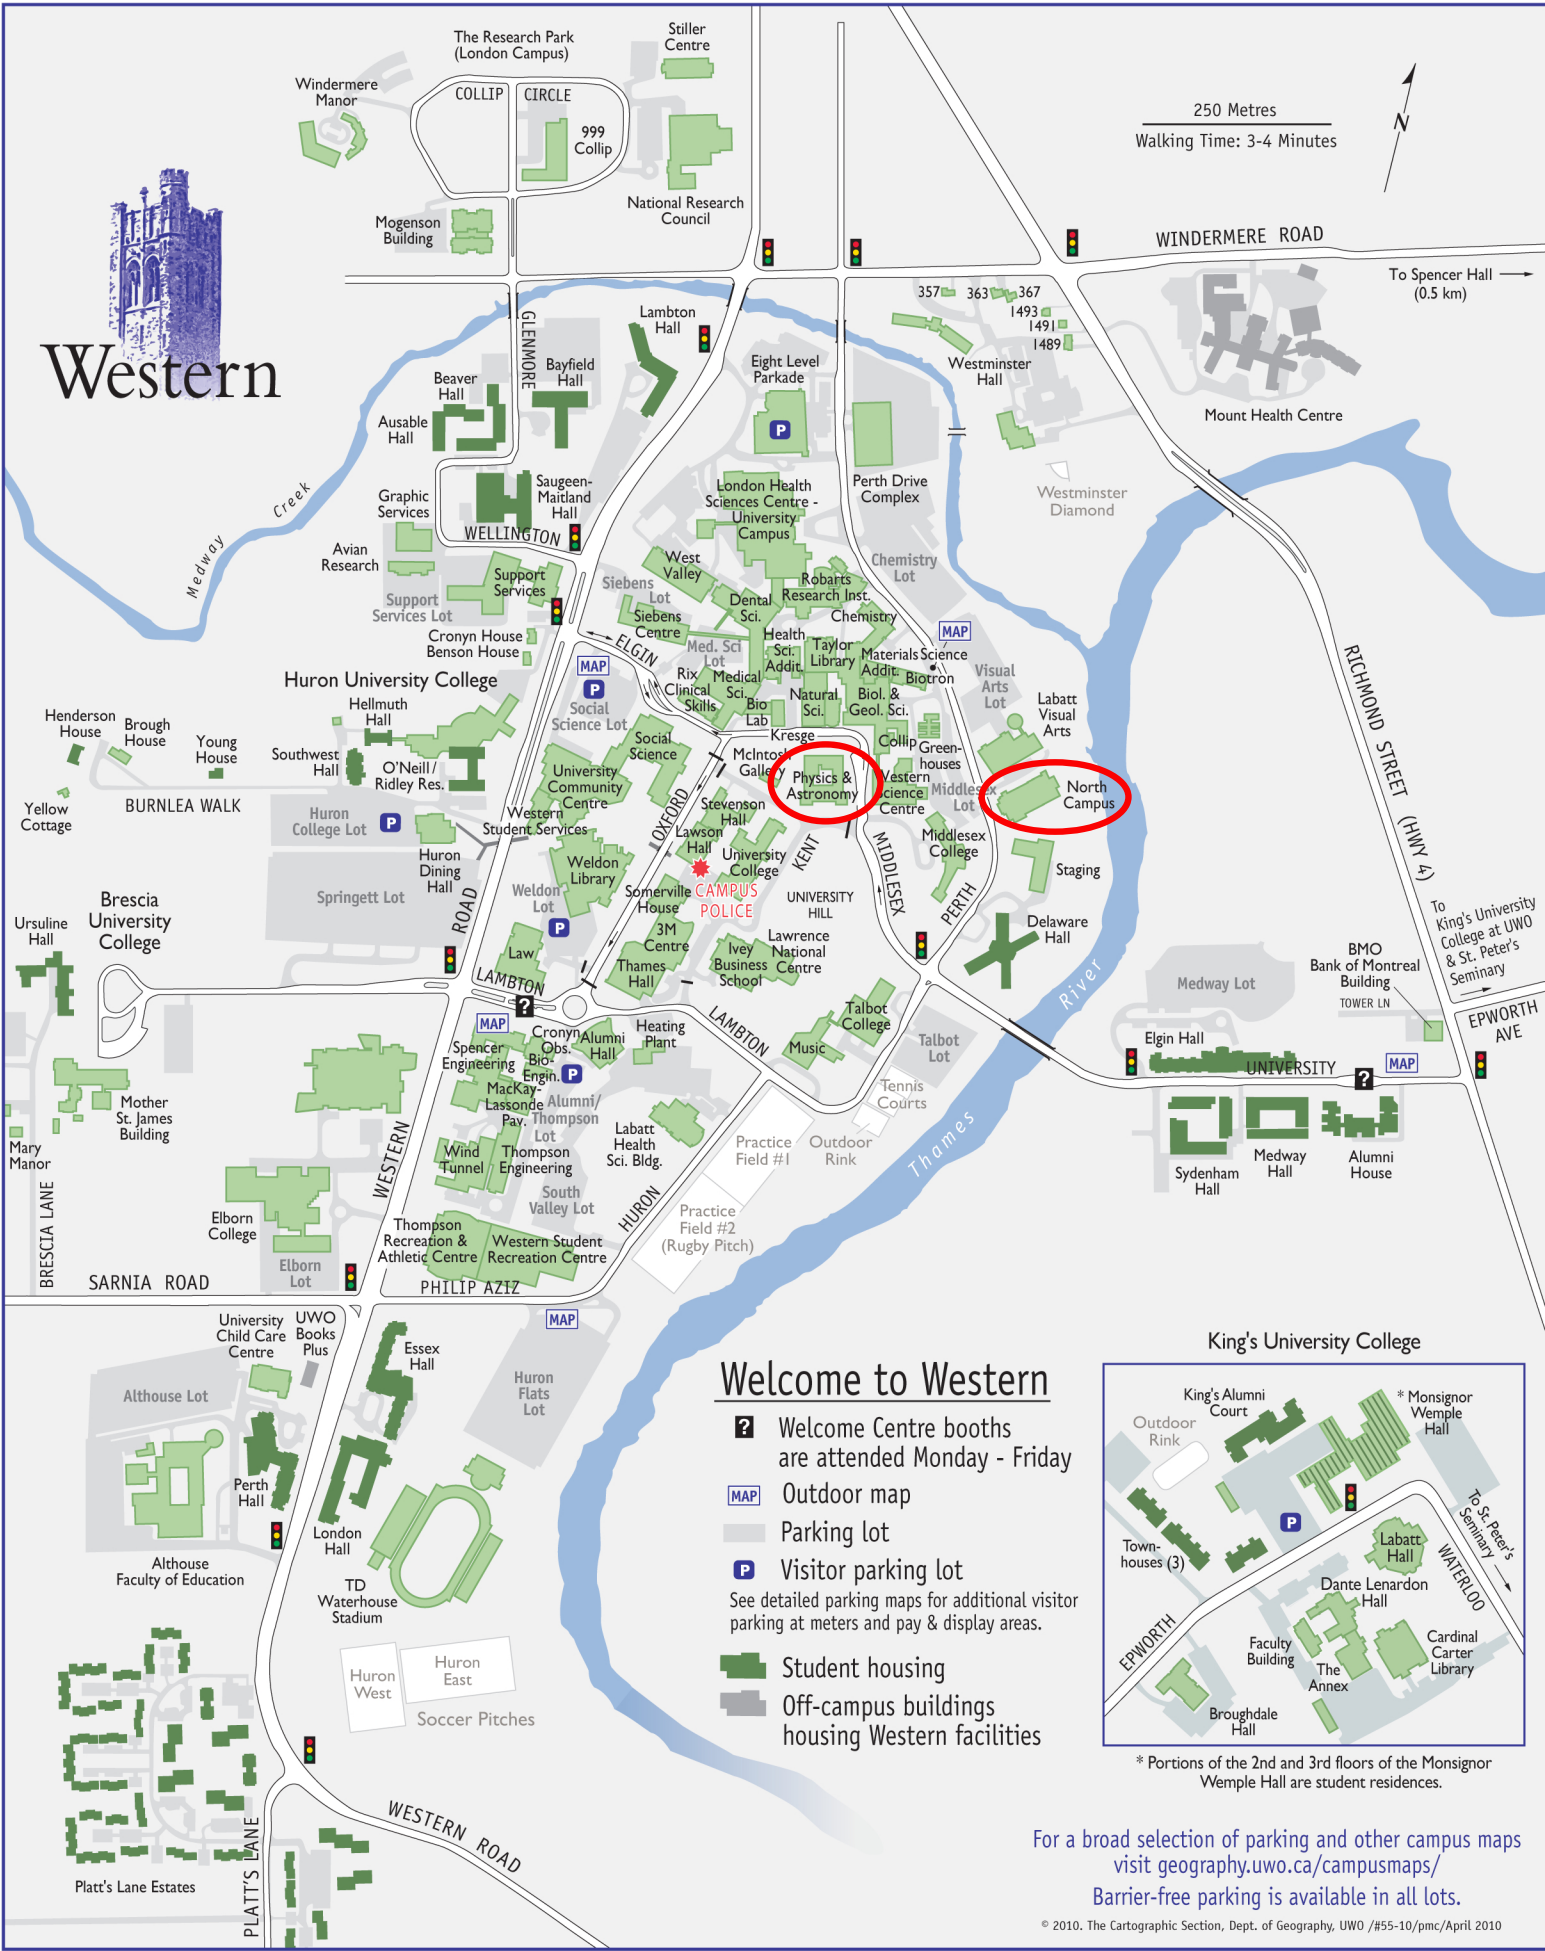 The Research Park
(London Campus)
Stiller
Centre
Windermere
Manor
COLLIP
CIRCLE
999
Collip
National Research
Council
Mogenson
Building
250 Metres
Walking Time: 3-4 Minutes
N
WINDERMERE ROAD
To Spencer Hall
(0.5 km)
Western
357
363
367
1493
1491
1489
Westminster
Hall
Mount Health Centre
Westminster
Diamond
GLENMORE
Lambton
Hall
Bayfield
Hall
Beaver
Hall
Ausable
Hall
Eight Level
Parkade
P
Perth Drive
Complex
Saugeen-
Maitland
Hall
Graphic
Services
WELLINGTON
Avian
Research
Medway
Creek
Support
Services
Support
Services Lot
Cronyn House
Benson House
London Health
Sciences Centre -
University
Campus
West
Valley
Siebens
Lot
Siebens
Centre
Dental
Sci.
Robarts
Research Inst.
Chemistry
Chemistry
Lot
MAP
ELGIN
Med. Sci
Lot
Health
Sci.
Addit.
Taylor
Library
Materials Science
Addit.
Biotron
Visual
Arts
Lot
Labatt
Visual
Arts
MAP
P
Social
Science Lot
Rix
Clinical
Skills
Medical
Sci.
Bio
Lab
Natural
Sci.
Biol. &
Geol. Sci.
Kresge
Collip
Green-
houses
Huron University College
Hellmuth
Hall
Southwest
Hall
O'Neill/
Ridley Res.
Henderson
House
Brough
House
Young
House
Yellow
Cottage
BURNLEA WALK
Huron
College Lot
P
Huron
Dining
Hall
Springett Lot
Social
Science
University
Community
Centre
Western
Student Services
McIntosh
Gallery
Physics &
Astronomy
Western
Science
Centre
Middlesex
Lot
North
Campus
OXFORD
Stevenson
Hall
Lawson
Hall
University
College
KENT
MIDDLESEX
Middlesex
College
PERTH
Staging
Weldon
Library
Weldon
Lot
P
CAMPUS
POLICE
Somerville
House
UNIVERSITY
HILL
3M
Centre
Thames
Hall
Ivey
Business
School
Lawrence
National
Centre
Delaware
Hall
RICHMOND STREET (HWY 4)
To
King's University
College at UWO
& St. Peter's
Seminary
BMO
Bank of Montreal
Building
TOWER LN
EPWORTH
AVE
Medway Lot
Elgin Hall
UNIVERSITY
?
MAP
Sydenham
Hall
Medway
Hall
Alumni
House
Brescia
University
College
Ursuline
Hall
ROAD
Law
LAMBTON
?
MAP
Cronyn
Obs.
Alumni
Hall
Heating
Plant
LAMBTON
Spencer
Engineering
Bio-
Engin.
P
MacKay-
Lassonde
Pav.
Alumni/
Thompson
Lot
Wind
Tunnel
Thompson
Engineering
Labatt
Health
Sci. Bldg.
South
Valley Lot
HURON
Talbot
College
Music
Talbot
Lot
Tennis
Courts
Outdoor
Rink
Practice
Field #1
Practice
Field #2
(Rugby Pitch)
Thames
River
Mother
St. James
Building
Mary
Manor
BRESCIA LANE
WESTERN
Elborn
College
Elborn
Lot
SARNIA ROAD
Thompson
Recreation &
Athletic Centre
Western Student
Recreation Centre
PHILIP AZIZ
MAP
University
Child Care
Centre
UWO
Books
Plus
Essex
Hall
Althouse Lot
Perth
Hall
Althouse
Faculty of Education
London
Hall
TD
Waterhouse
Stadium
Huron
Flats
Lot
Huron
West
Huron
East
Soccer Pitches
Platt's Lane Estates
PLATT'S LANE
WESTERN ROAD
Welcome to Western
? Welcome Centre booths
are attended Monday - Friday
MAP Outdoor map
Parking lot
P Visitor parking lot
See detailed parking maps for additional visitor
parking at meters and pay & display areas.
Student housing
Off-campus buildings
housing Western facilities
King's University College
King's Alumni
Court
* Monsignor
Wemple
Hall
Outdoor
Rink
To St. Peter's
Seminary
P
Town-
houses (3)
Labatt
Hall
WATERLOO
Dante Lenardon
Hall
EPWORTH
Faculty
Building
The
Annex
Cardinal
Carter
Library
Broughdale
Hall
* Portions of the 2nd and 3rd floors of the Monsignor
Wemple Hall are student residences.
For a broad selection of parking and other campus maps
visit geography.uwo.ca/campusmaps/
Barrier-free parking is available in all lots.
© 2010. The Cartographic Section, Dept. of Geography, UWO /#55-10/pmc/April 2010